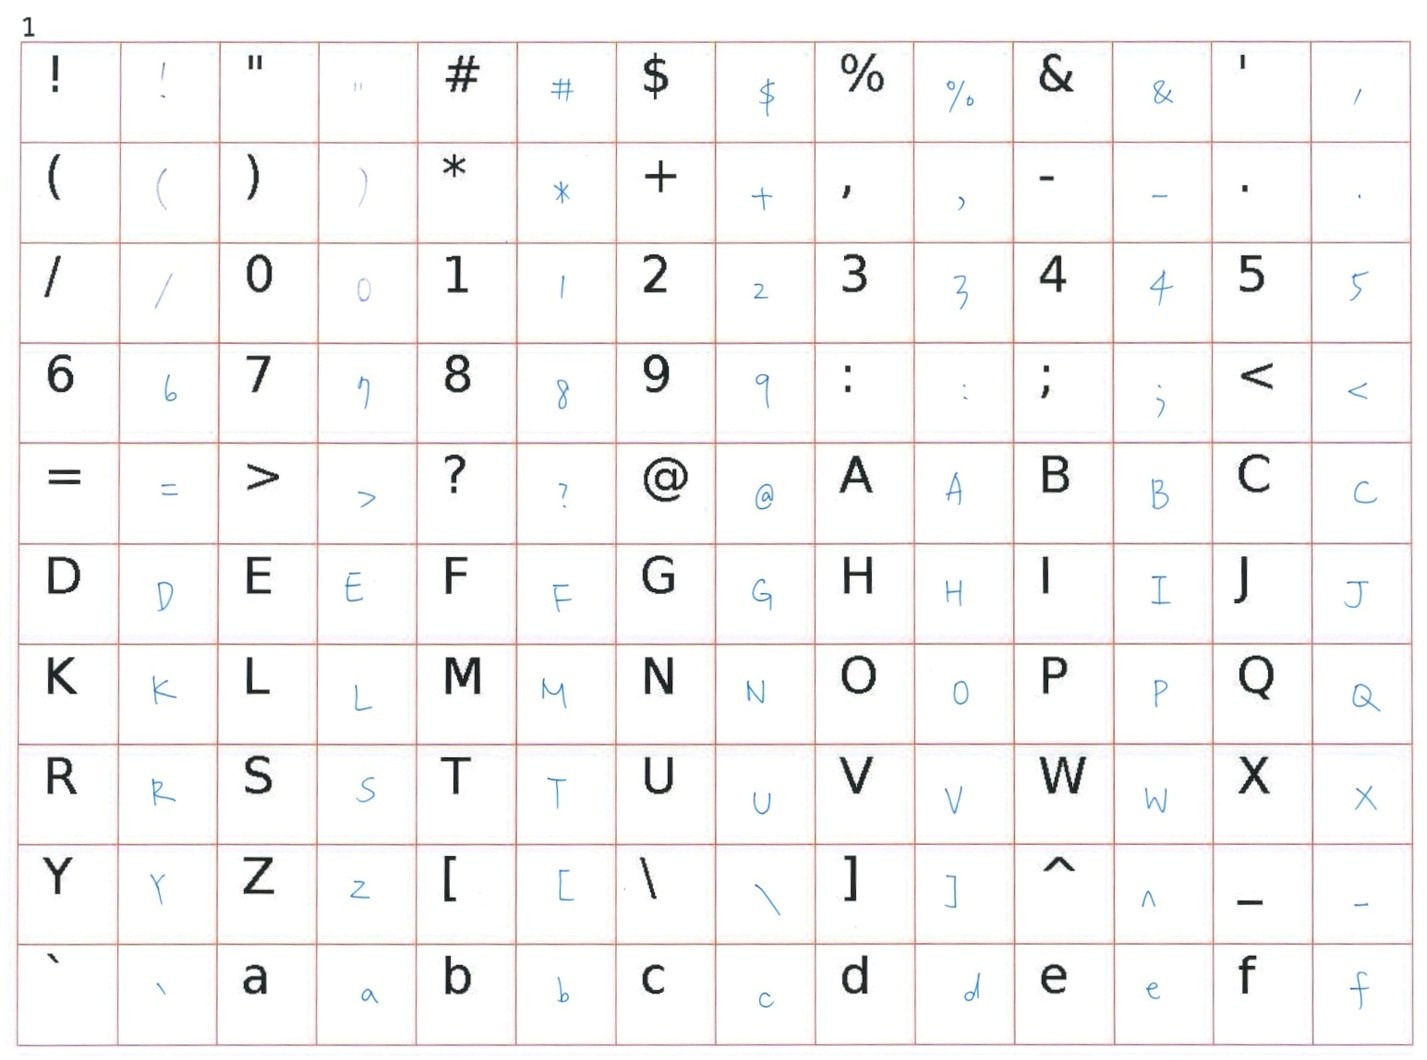 1
! ! " " # # $ $ % % & & ' '
( ( ) ) * * + + , , - - . .
/ / 0 0 1 1 2 2 3 3 4 4 5 5
6 6 7 7 8 8 9 9 : : ; ; < <
= = > > ? ? @ @ A A B B C C
D D E E F F G G H H I I J J
K K L L M M N N O O P P Q Q
R R S S T T U U V V W W X X
Y Y Z Z [ [ \ \ ] ] ^ ^ _ _
` ` a a b b c c d d e e f f